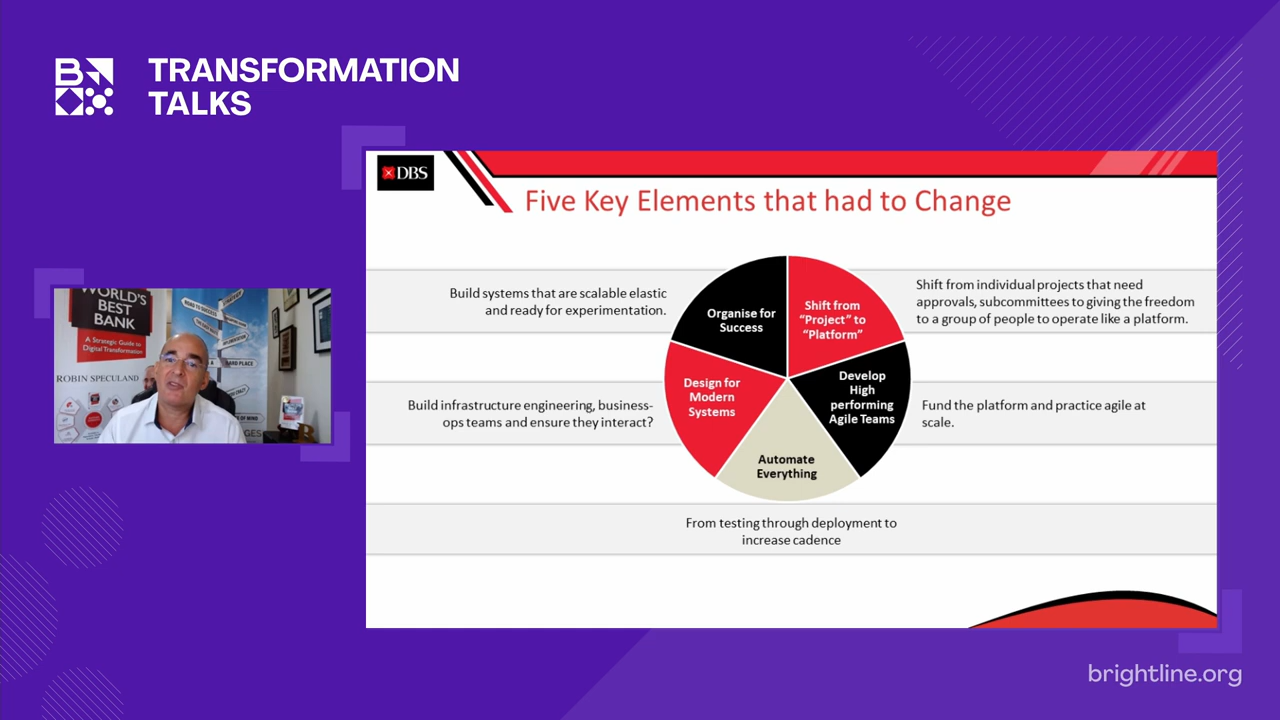 TRANSFORMATION
TALKS
DBS
Five Key Elements that had to Change
Build systems that are scalable elastic
and ready for experimentation.
Organise for
Success
Shift from
“Project” to
“Platform”
Shift from individual projects that need
approvals, subcommittees to giving the freedom
to a group of people to operate like a platform.
Build infrastructure engineering, business-
ops teams and ensure they interact?
Design for
Modern
Systems
Develop
High
performing
Agile Teams
Fund the platform and practice agile at
scale.
Automate
Everything
From testing through deployment to
increase cadence
WORLD'S
BEST
BANK
A Strategic Guide to
Digital Transformation
ROBIN SPECULAND
HARD PLACE
brightline.org